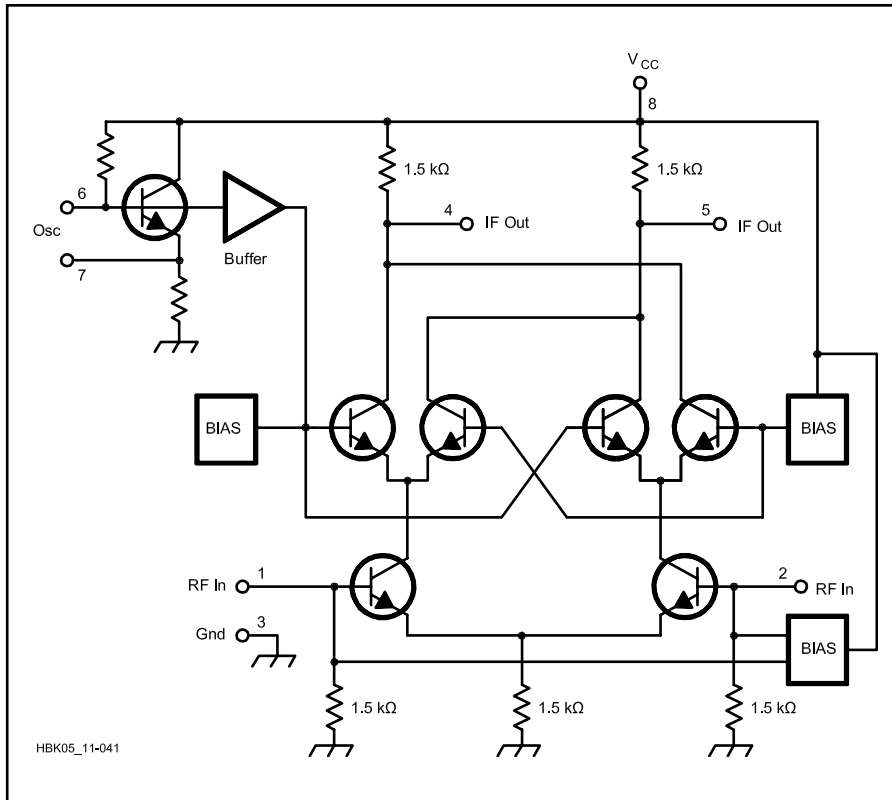 V CC
8
1.5 kΩ
1.5 kΩ
6
4
IF Out
5
IF Out
Osc
7
Buffer
BIAS
BIAS
RF In
1
2
RF In
Gnd
3
BIAS
1.5 kΩ
1.5 kΩ
1.5 kΩ
HBK05_11-041